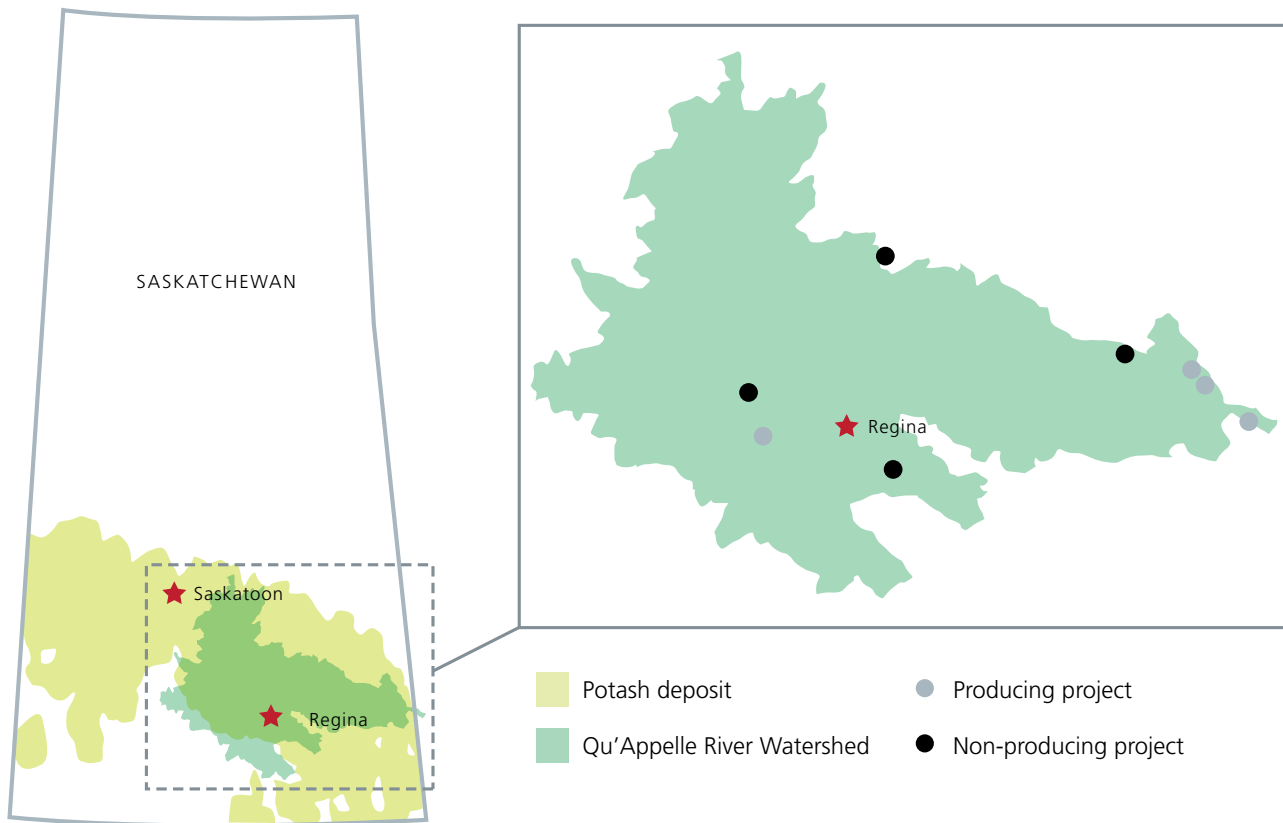 SASKATCHEWAN
Saskatoon
Regina
Regina
Potash deposit
Qu'Appelle River Watershed
Producing project
Non-producing project